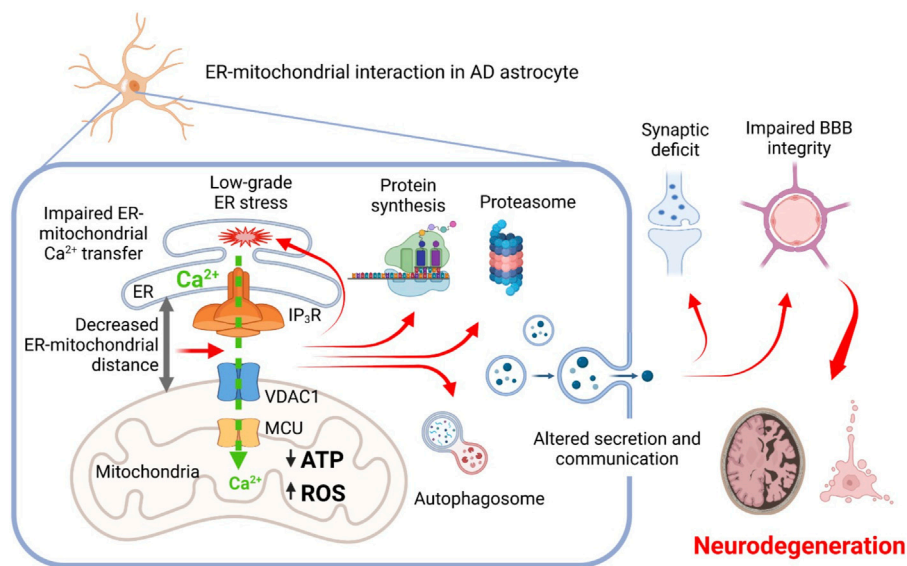 ER-mitochondrial interaction in AD astrocyte
Synaptic
deficit
Impaired BBB
integrity
Low-grade
ER stress
Protein
synthesis
Proteasome
Impaired ER-
mitochondrial
Ca²⁺ transfer
Ca²⁺
ER
IP₃R
Decreased
ER-mitochondrial
distance
VDAC1
MCU
Mitochondria
Ca²⁺
↓ ATP
↑ ROS
Autophagosome
Altered secretion and
communication
Neurodegeneration